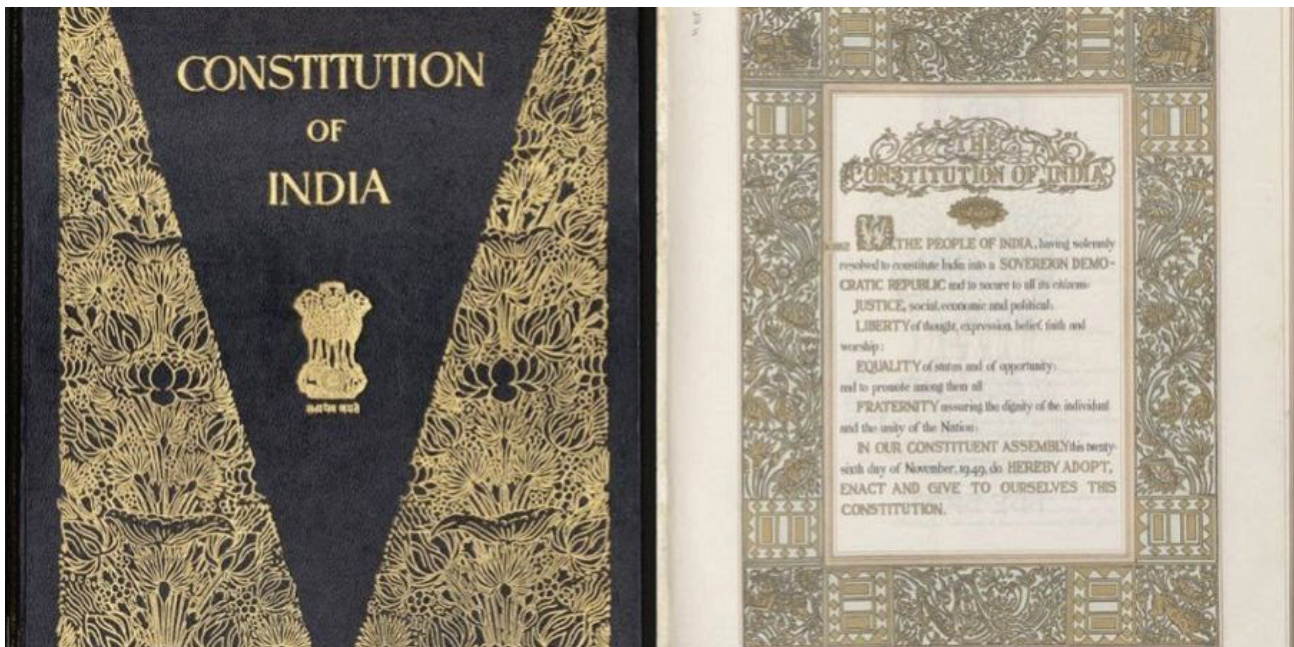 CONSTITUTION
OF
INDIA
सत्यमेव जयते
THE
CONSTITUTION OF INDIA
WE, THE PEOPLE OF INDIA, having solemnly
resolved to constitute India into a SOVEREIGN DEMO-
CRATIC REPUBLIC and to secure to all its citizens:
JUSTICE, social, economic and political;
LIBERTY of thought, expression, belief, faith and
worship;
EQUALITY of status and of opportunity;
and to promote among them all
FRATERNITY assuring the dignity of the individual
and the unity of the Nation;
IN OUR CONSTITUENT ASSEMBLY this twenty-
sixth day of November, 1949, do HEREBY ADOPT,
ENACT AND GIVE TO OURSELVES THIS
CONSTITUTION.